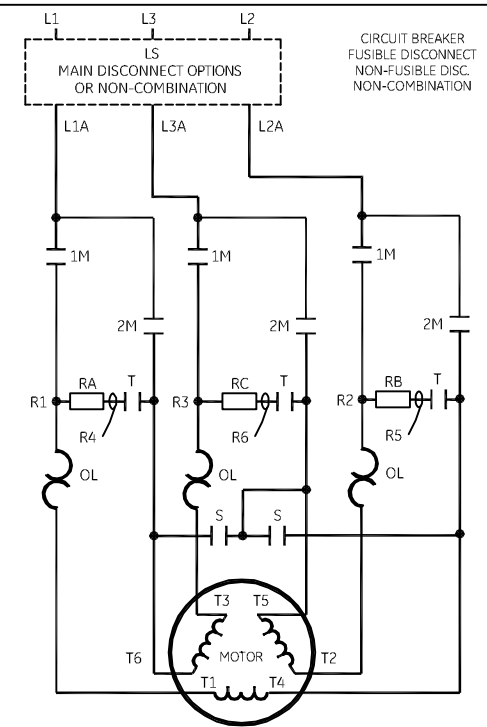 L1 L3 L2
LS
MAIN DISCONNECT OPTIONS
OR NON-COMBINATION
CIRCUIT BREAKER
FUSIBLE DISCONNECT
NON-FUSIBLE DISC.
NON-COMBINATION
L1A L3A L2A
1M 1M 1M
2M 2M 2M
RA T RC T RB T
R1 R3 R2
R4 R6 R5
OL OL OL
S S
T3 T5
T6 MOTOR T2
T1 T4